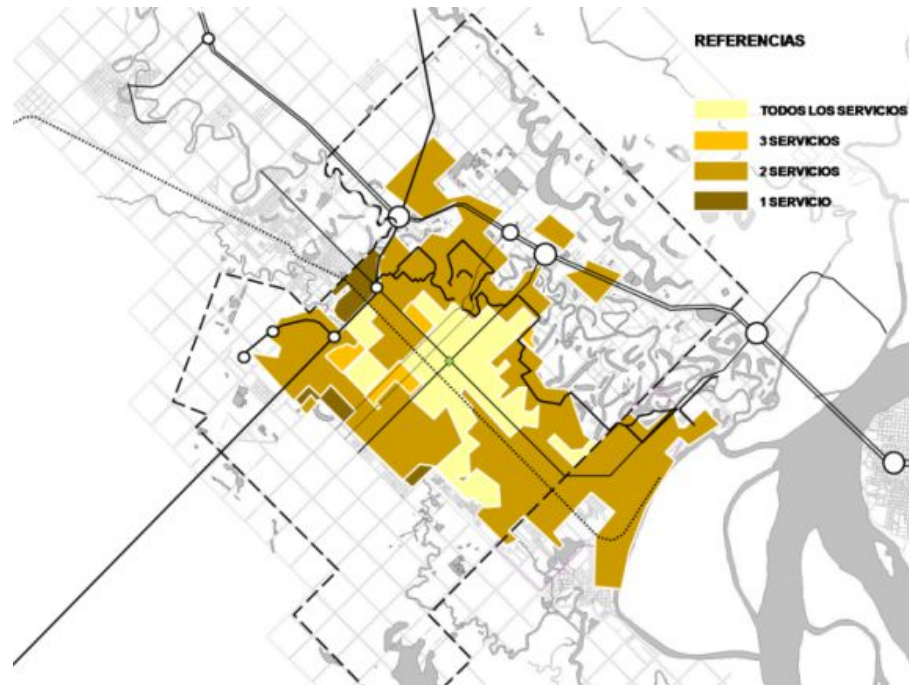 REFERENCIAS
TODOS LOS SERVICIOS
3 SERVICIOS
2 SERVICIOS
1 SERVICIO